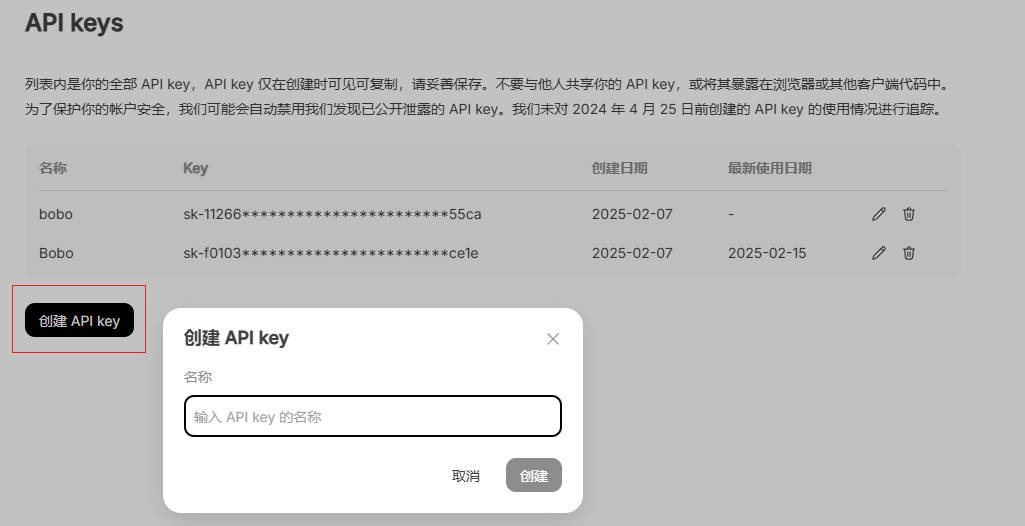 API keys
列表内是你的全部 API key，API key 仅在创建时可见可复制，请妥善保存。不要与他人共享你的 API key，或将其暴露在浏览器或其他客户端代码中。
为了保护你的帐户安全，我们可能会自动禁用我们发现已公开泄露的 API key。我们未对 2024 年 4 月 25 日前创建的 API key 的使用情况进行追踪。
名称 Key 创建日期 最新使用日期
bobo sk-11266***********************55ca 2025-02-07 -
Bobo sk-f0103***********************ce1e 2025-02-07 2025-02-15
创建 API key
创建 API key
名称
输入 API key 的名称
取消 创建